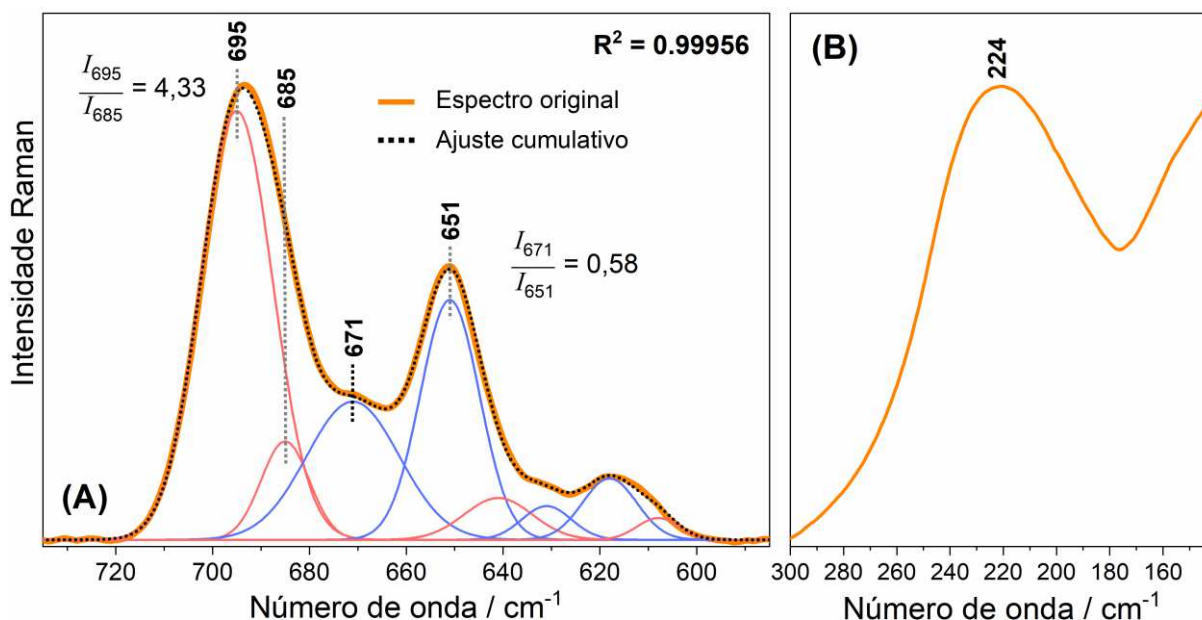 (A)
Intensidade Raman
I695/I685 = 4,33
695
685
671
651
I671/I651 = 0,58
R² = 0.99956
Espectro original
Ajuste cumulativo
720 700 680 660 640 620 600
Número de onda / cm⁻¹
(B)
224
300 260 220 200 180 160
Número de onda / cm⁻¹